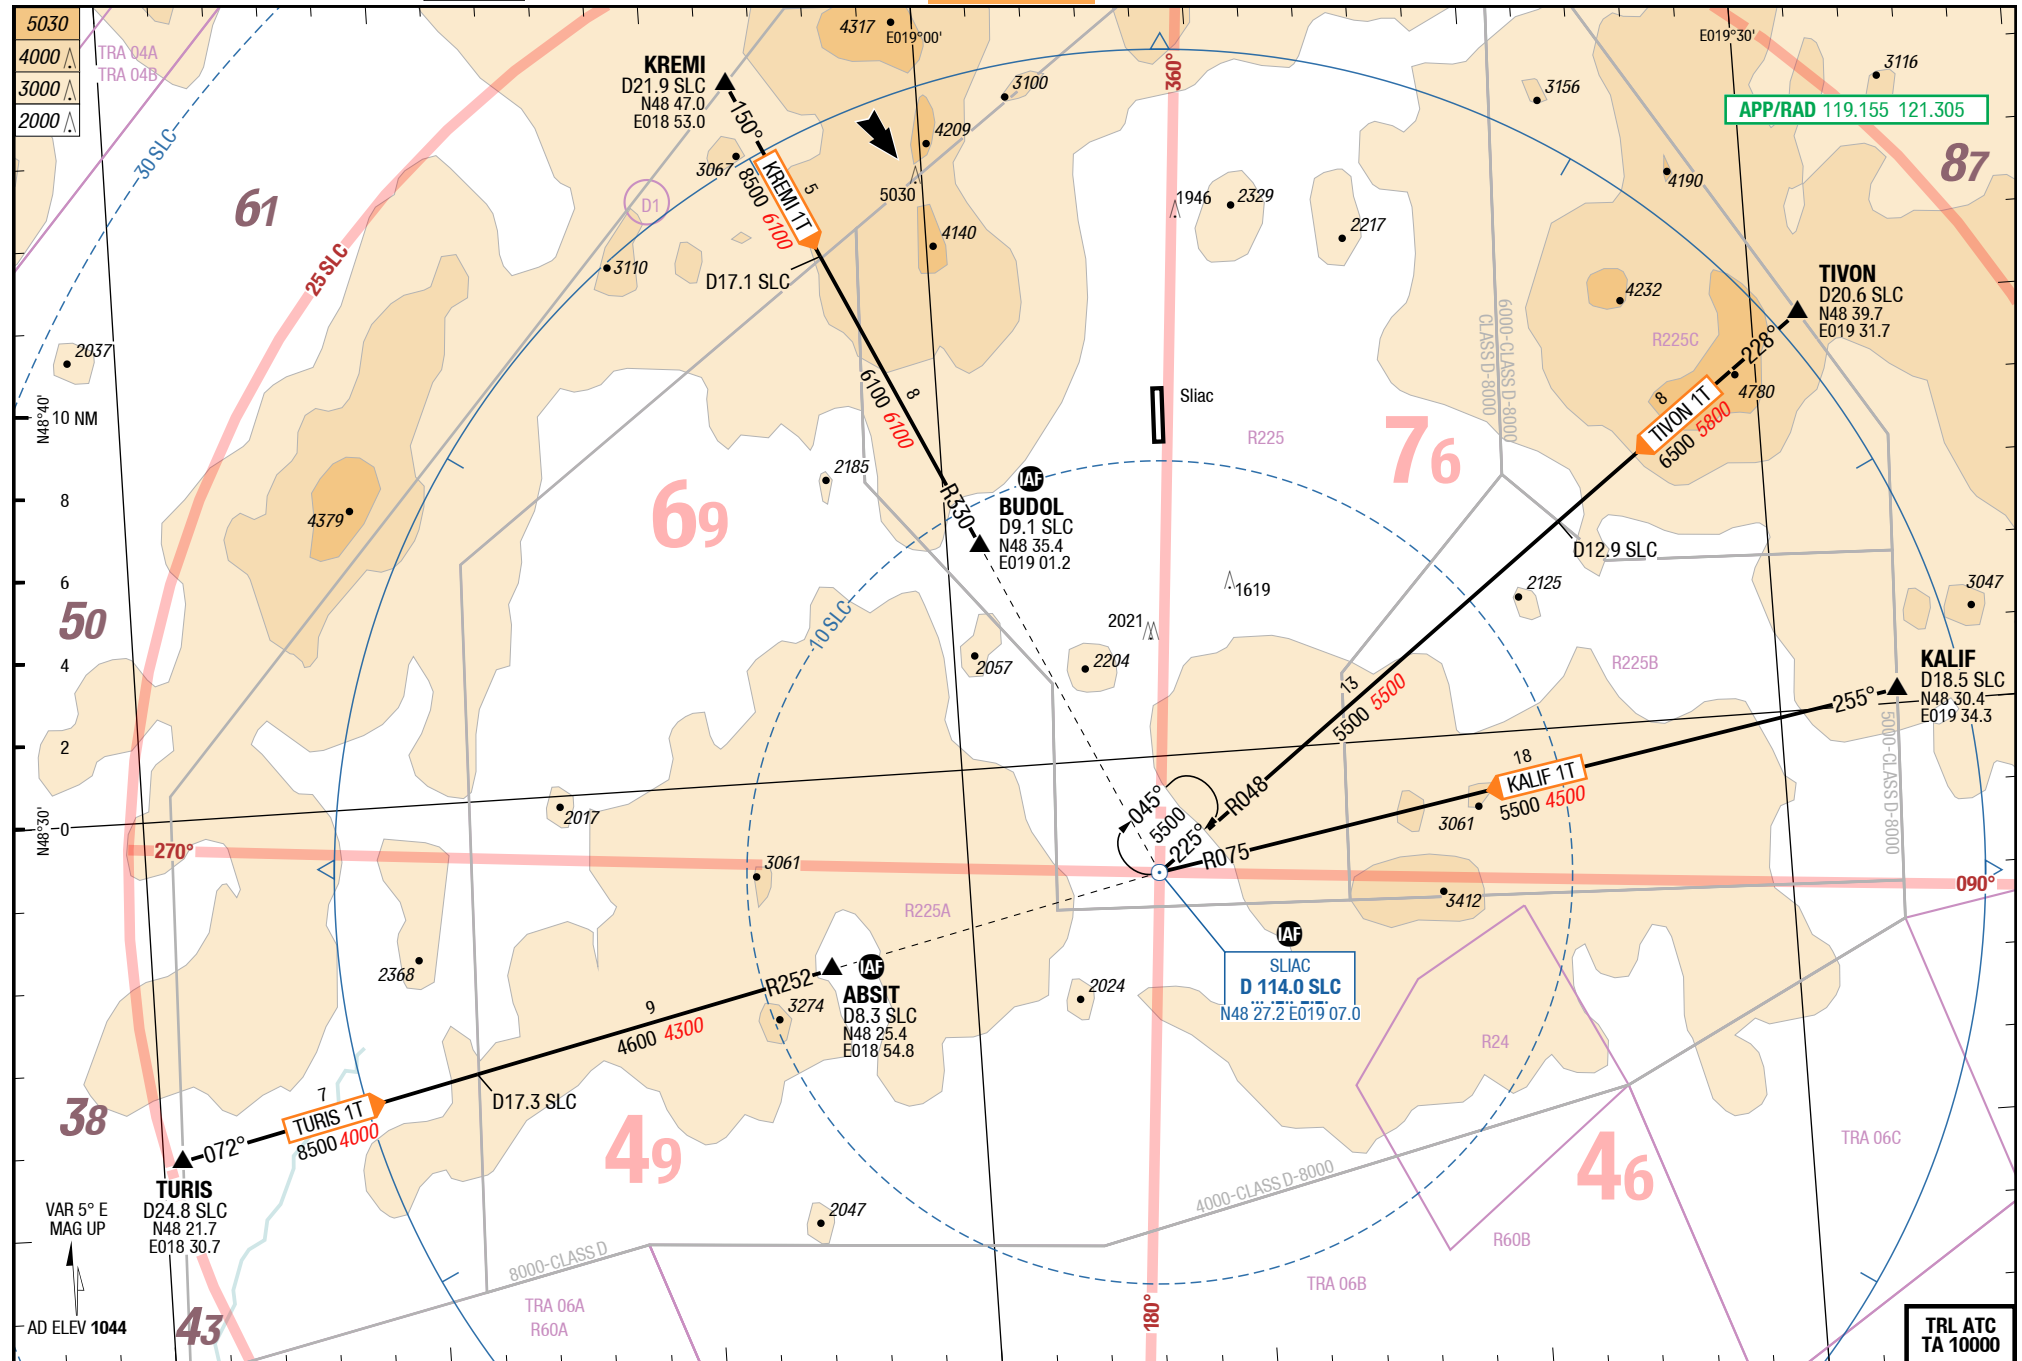 5030
4000
3000
2000
TRA 04A
TRA 04B
30 SLC
61
25 SLC
KREMI
D21.9 SLC
N48 47.0
E018 53.0
150°
3067
KREMI 1T
5
8500 6100
D1
3110
D17.1 SLC
4317
E019°00'
3100
4209
5030
4140
360°
1946
2329
2217
3156
E019°30'
3116
APP/RAD 119.155 121.305
87
4190
4232
TIVON
D20.6 SLC
N48 39.7
E019 31.7
R225C
228°
4780
8
TIVON 1T
6500 5800
6000-CLASS D-8000
CLASS D-8000
2037
N48°40'
10 NM
8
6
4
2
0
N48°30'
4379
50
8
6100 6100
2185
R330
69
IAF
BUDOL
D9.1 SLC
N48 35.4
E019 01.2
Sliac
R225
76
D12.9 SLC
2125
3047
1619
2021
2204
2057
10 SLC
R225B
KALIF
D18.5 SLC
N48 30.4
E019 34.3
255°
5000-CLASS D-8000
13
5500 5500
R048
18
KALIF 1T
5500 4500
3061
R075
045°
5500
225°
2017
270°
3061
090°
3412
R225A
2368
R252
IAF
ABSIT
D8.3 SLC
N48 25.4
E018 54.8
3274
9
4600 4300
2024
IAF
SLIAC
D 114.0 SLC
N48 27.2 E019 07.0
R24
38
7
TURIS 1T
8500 4000
072°
D17.3 SLC
49
46
TRA 06C
TURIS
D24.8 SLC
N48 21.7
E018 30.7
VAR 5° E
MAG UP
2047
4000-CLASS D-8000
8000-CLASS D
R60B
TRA 06B
180°
TRA 06A
R60A
43
AD ELEV 1044
TRL ATC
TA 10000